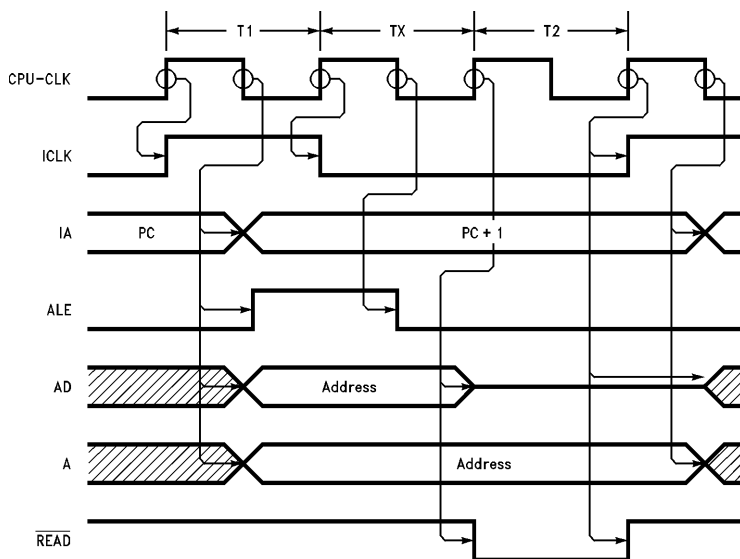 T1 TX T2
CPU-CLK
ICLK
IA PC PC + 1
ALE
AD Address
A Address
READ